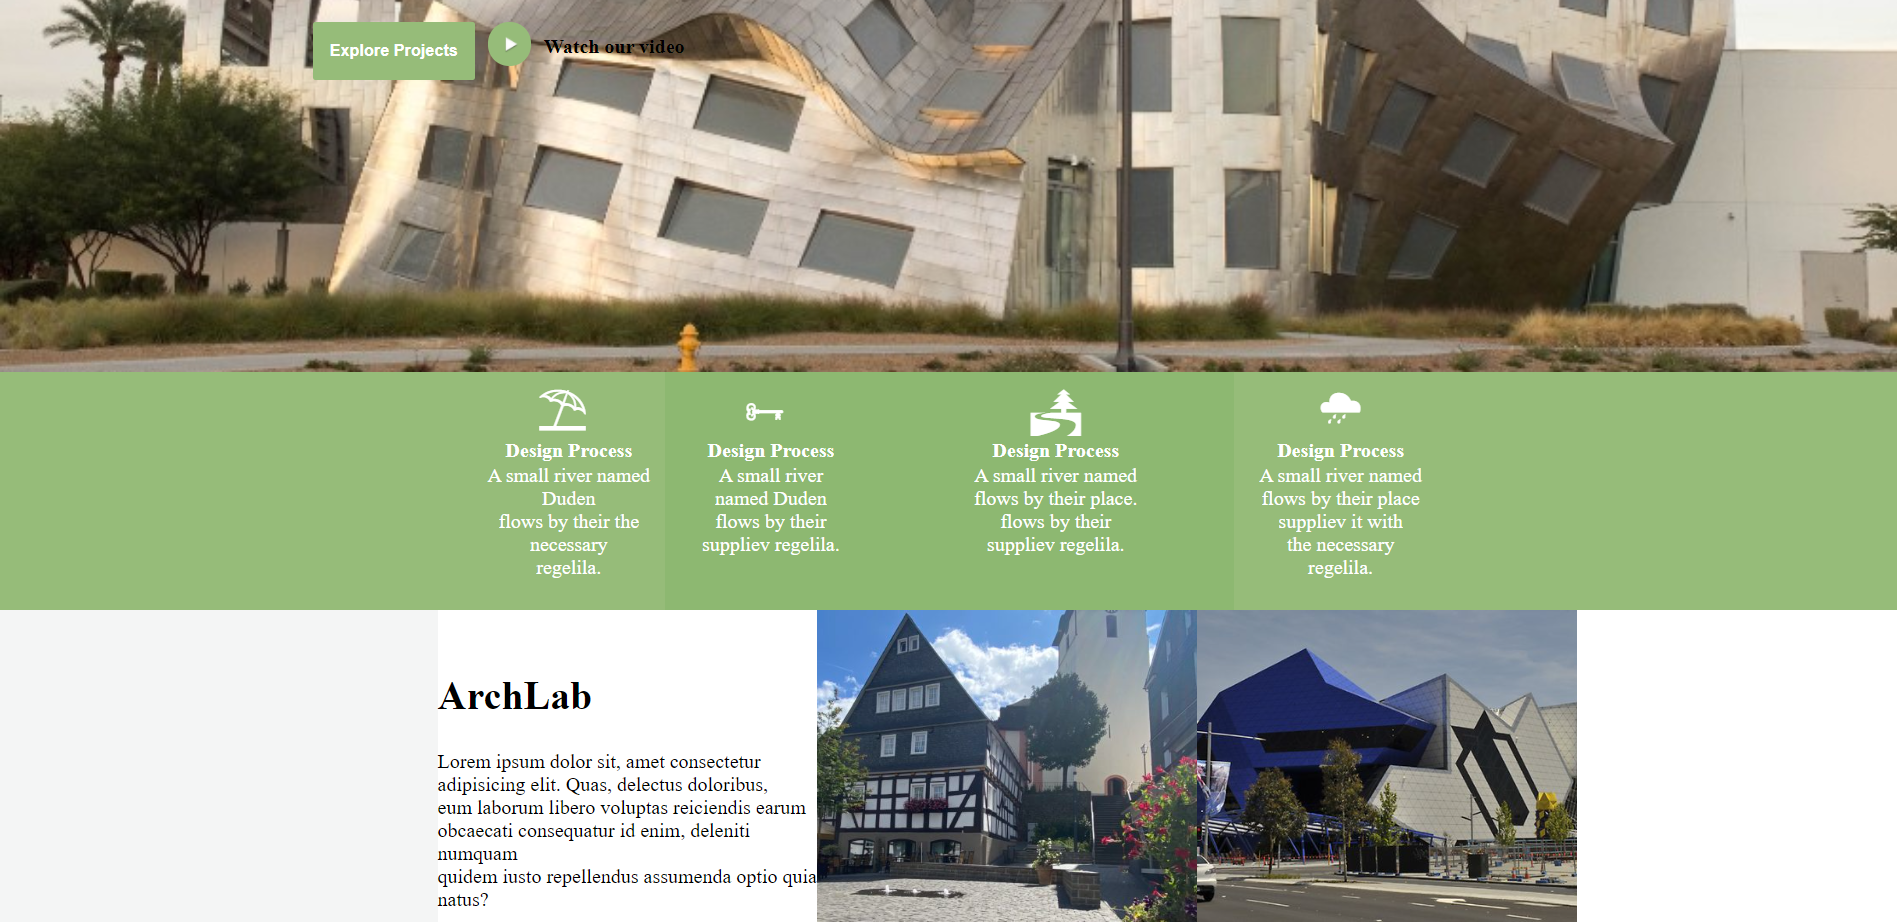 Explore Projects
Watch our video
Design Process
A small river named
Duden
flows by their the
necessary
regelila.
Design Process
A small river
named Duden
flows by their
suppliev regelila.
Design Process
A small river named
flows by their place.
flows by their
suppliev regelila.
Design Process
A small river named
flows by their place
suppliev it with
the necessary
regelila.
ArchLab
Lorem ipsum dolor sit, amet consectetur
adipisicing elit. Quas, delectus doloribus,
eum laborum libero voluptas reiciendis earum
obcaecati consequatur id enim, deleniti
numquam
quidem iusto repellendus assumenda optio quia
natus?